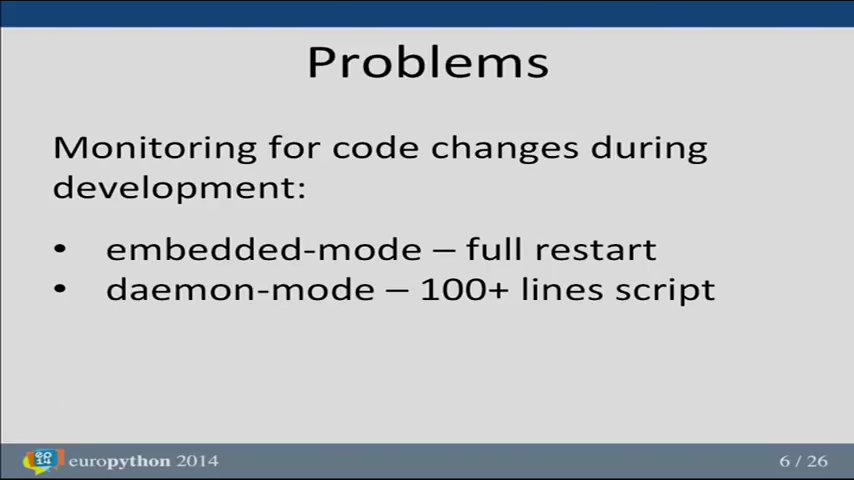 Problems
Monitoring for code changes during
development:
• embedded-mode – full restart
• daemon-mode – 100+ lines script
2014
europython 2014
6 / 26